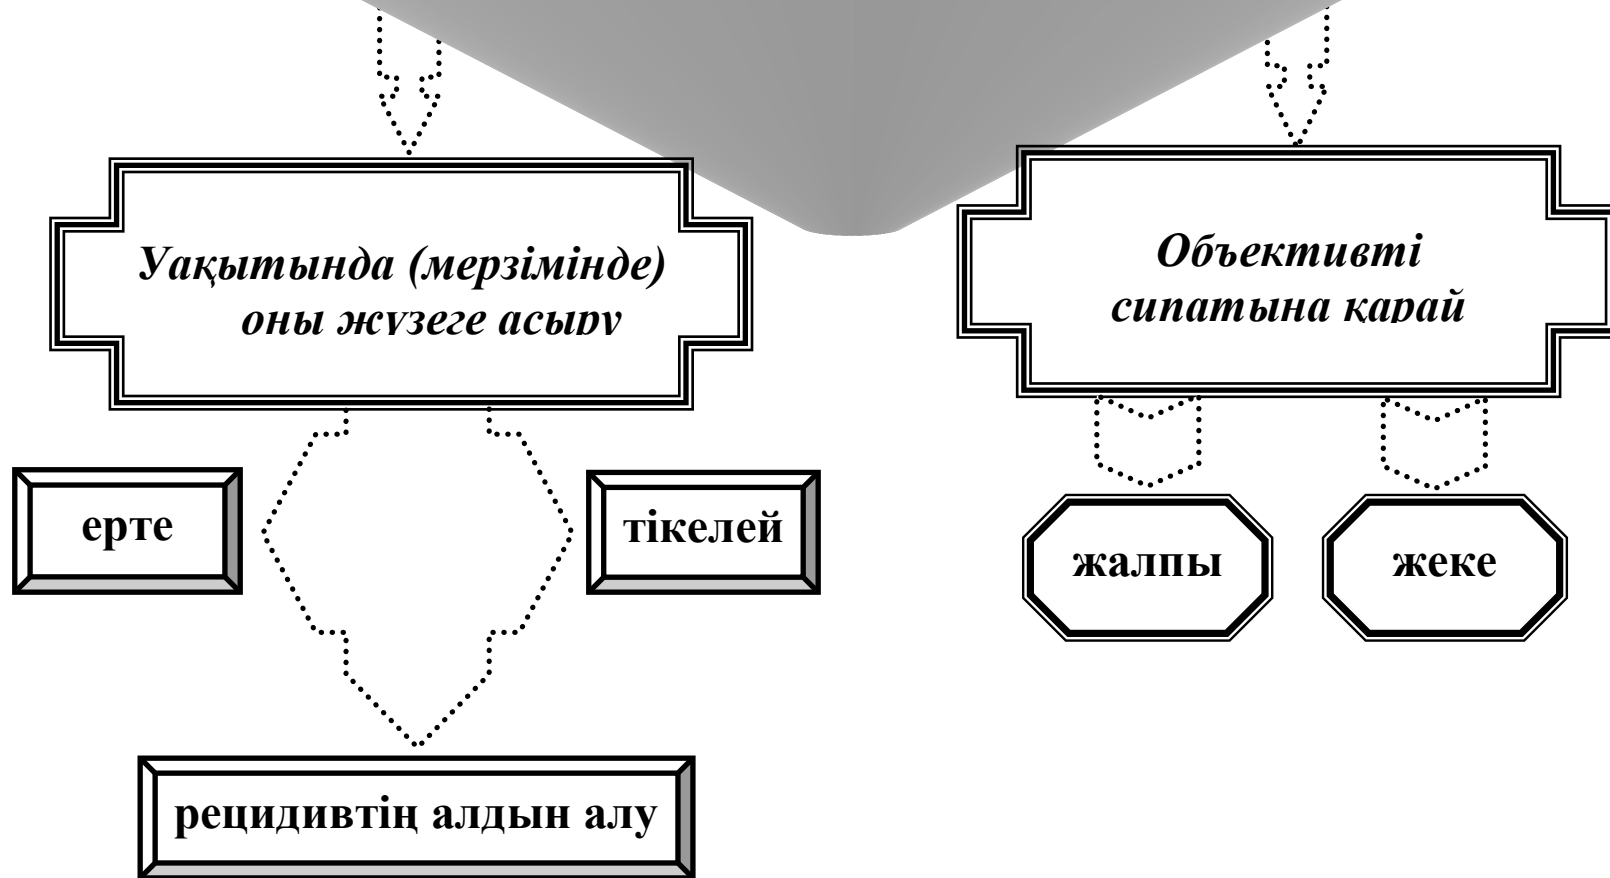 Уақытында (мерзімінде)
оны жүзеге асыру
Объективті
сипатына қарай
ерте
тікелей
жалпы
жеке
рецидивтің алдын алу